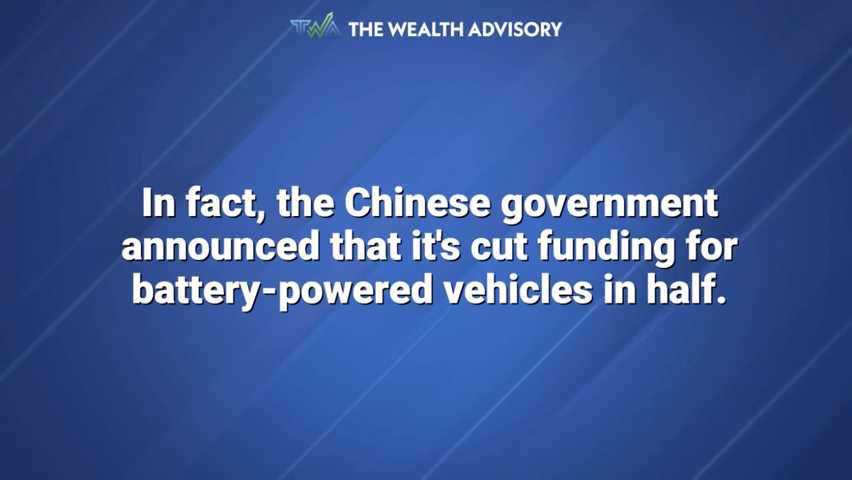 TWA THE WEALTH ADVISORY
In fact, the Chinese government
announced that it's cut funding for
battery-powered vehicles in half.